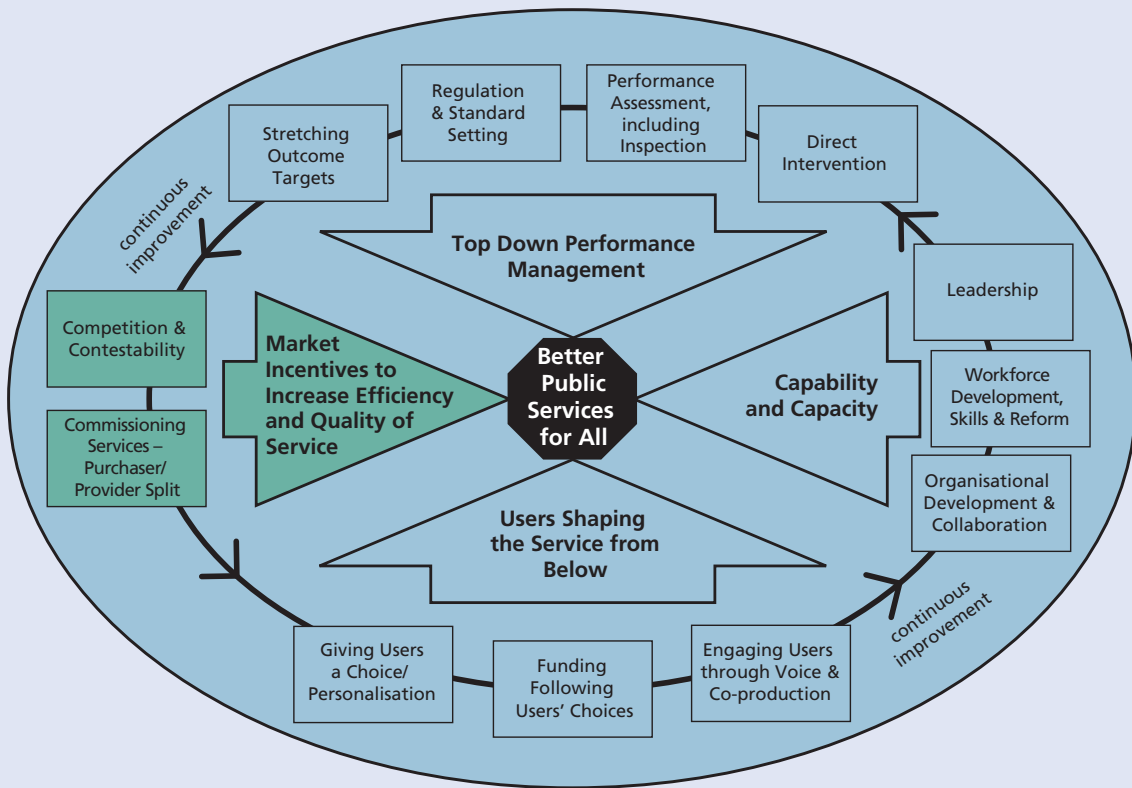 Regulation
& Standard
Setting
Performance
Assessment,
including
Inspection
Stretching
Outcome
Targets
Direct
Intervention
continuous
improvement
Top Down Performance
Management
Leadership
Competition &
Contestability
Market
Incentives to
Increase Efficiency
and Quality of
Service
Better
Public
Services
for All
Capability
and Capacity
Workforce
Development,
Skills & Reform
Commissioning
Services –
Purchaser/
Provider Split
Organisational
Development &
Collaboration
Users Shaping
the Service from
Below
continuous
improvement
Giving Users
a Choice/
Personalisation
Funding
Following
Users’ Choices
Engaging Users
through Voice &
Co-production